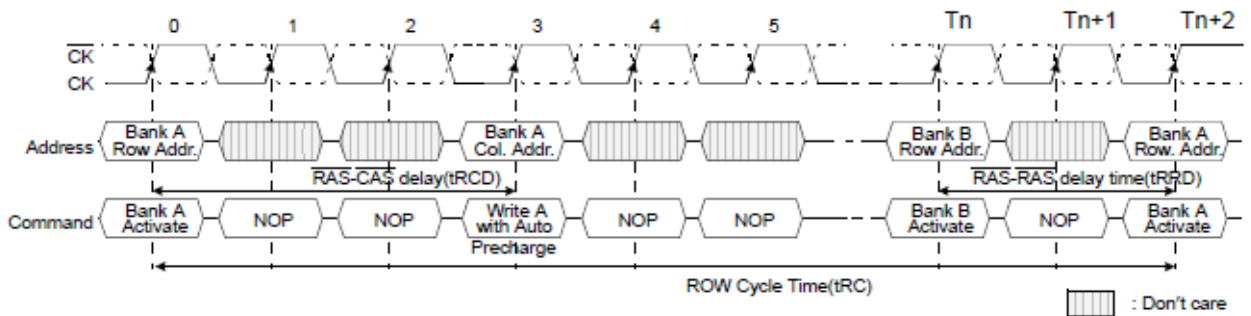 0 1 2 3 4 5 Tn Tn+1 Tn+2
CK
CK
Address
Bank A
Row Addr.
Bank A
Col. Addr.
Bank B
Row Addr.
Bank A
Row. Addr.
RAS-CAS delay(tRCD)
RAS-RAS delay time(tRRD)
Command
Bank A
Activate
NOP
NOP
Write A
with Auto
Precharge
NOP
NOP
Bank B
Activate
NOP
Bank A
Activate
ROW Cycle Time(tRC)
: Don't care